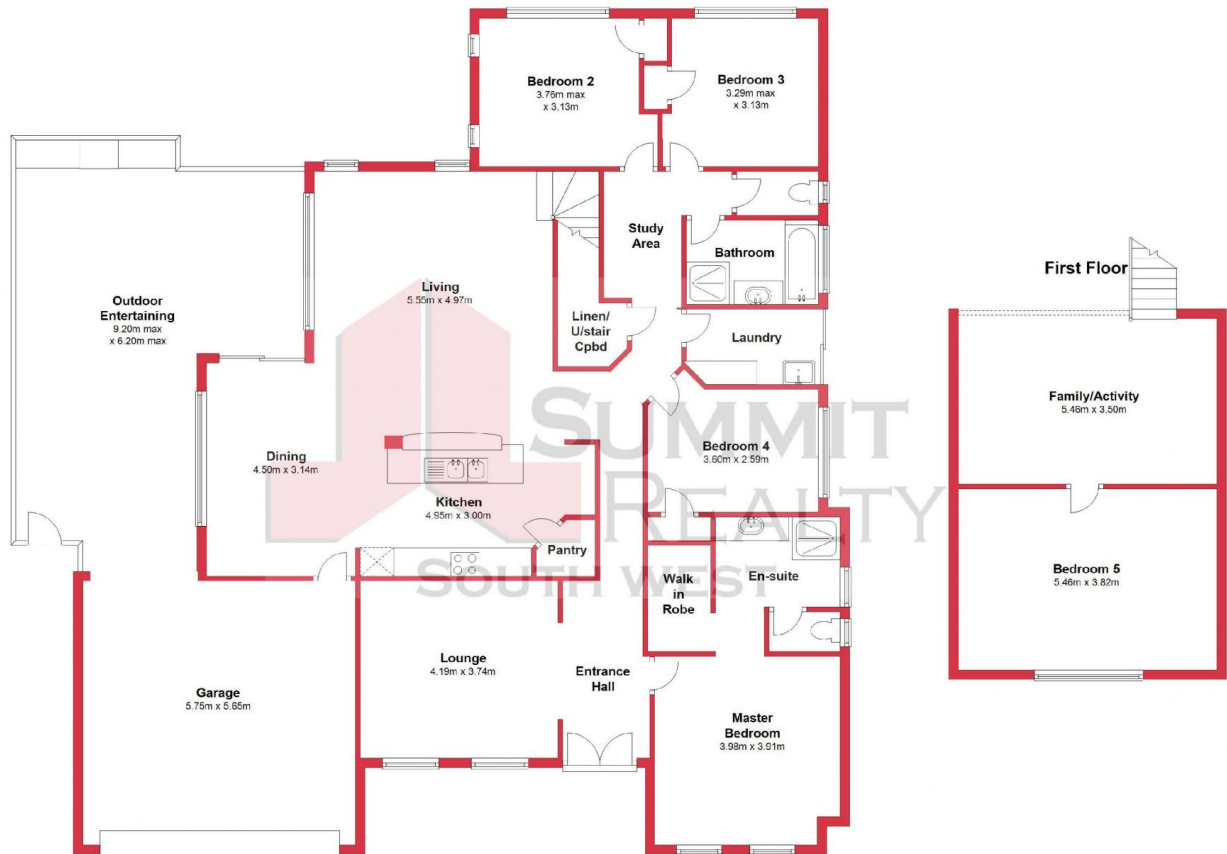 Bedroom 2
3.76m max
x 3.13m
Bedroom 3
3.29m max
x 3.13m
Study
Area
Bathroom
First Floor
Outdoor
Entertaining
9.20m max
x 6.20m max
Living
5.55m x 4.97m
Linen/
U/stair
Cpbd
Laundry
Family/Activity
5.46m x 3.50m
SUMMIT
REALTY
SOUTH WEST
Dining
4.50m x 3.14m
Bedroom 4
3.60m x 2.59m
Kitchen
4.95m x 3.00m
Pantry
Walk
in
Robe
En-suite
Bedroom 5
5.46m x 3.82m
Lounge
4.19m x 3.74m
Entrance
Hall
Garage
5.75m x 5.65m
Master
Bedroom
3.98m x 3.91m